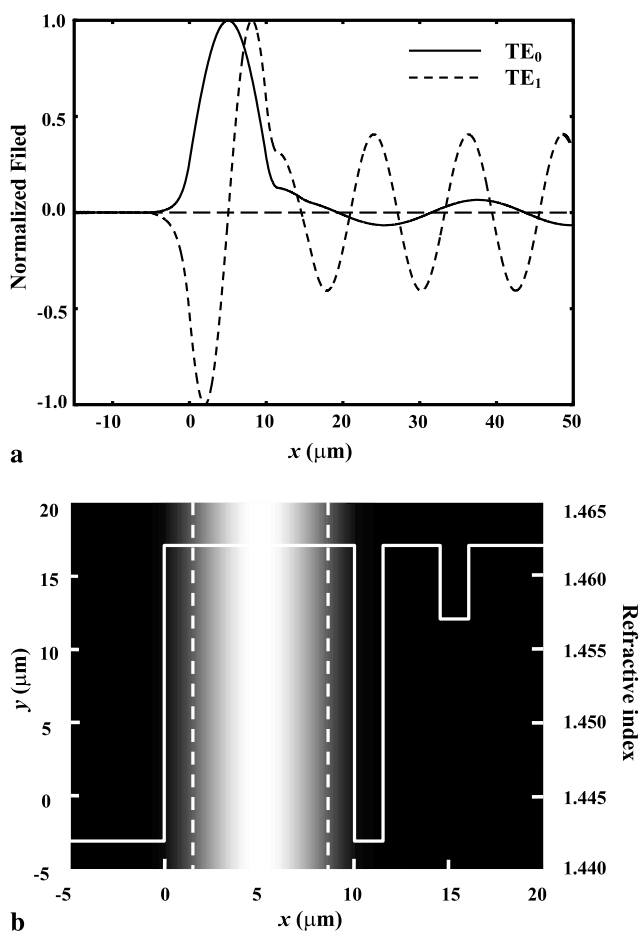 1.0
0.5
0.0
-0.5
-1.0
Normalized Filed
TE0
TE1
-10 0 10 20 30 40 50
x (μm)
a
20
15
10
5
0
-5
y (μm)
1.465
1.460
1.455
1.450
1.445
1.440
Refractive index
-5 0 5 10 15 20
x (μm)
b